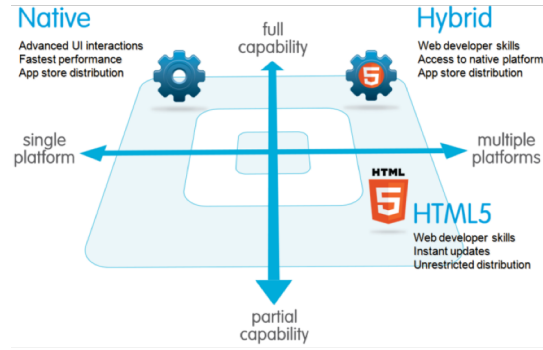 Native
Advanced UI interactions
Fastest performance
App store distribution
full
capability
Hybrid
Web developer skills
Access to native platform
App store distribution
5
single
platform
multiple
platforms
HTML
5
HTML5
Web developer skills
Instant updates
Unrestricted distribution
partial
capability